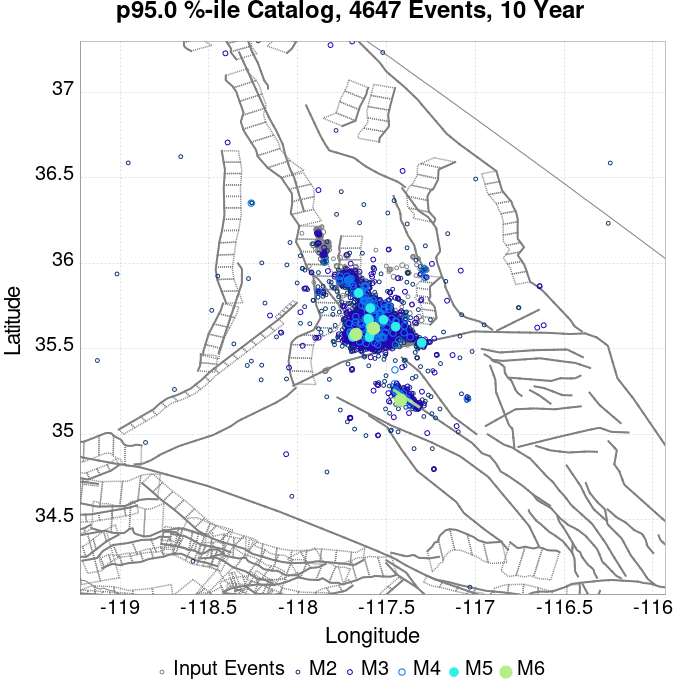 p95.0 %-ile Catalog, 4647 Events, 10 Year
37
36.5
36
35.5
35
34.5
Latitude
-119
-118.5
-118
-117.5
-117
-116.5
-116
Longitude
Input Events
M2
M3
M4
M5
M6